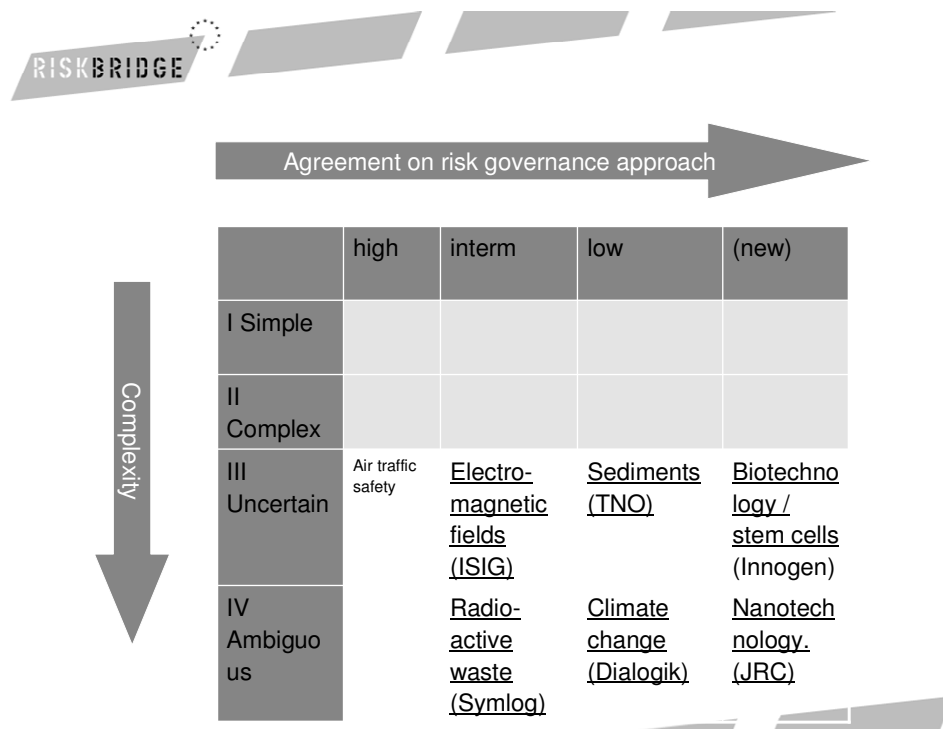 RISKBRIDGE
Agreement on risk governance approach
Complexity
high interm low (new)
I Simple
II
Complex
III
Uncertain
Air traffic
safety
Electro-
magnetic
fields
(ISIG)
Sediments
(TNO)
Biotechno
logy /
stem cells
(Innogen)
IV
Ambiguo
us
Radio-
active
waste
(Symlog)
Climate
change
(Dialogik)
Nanotech
nology.
(JRC)